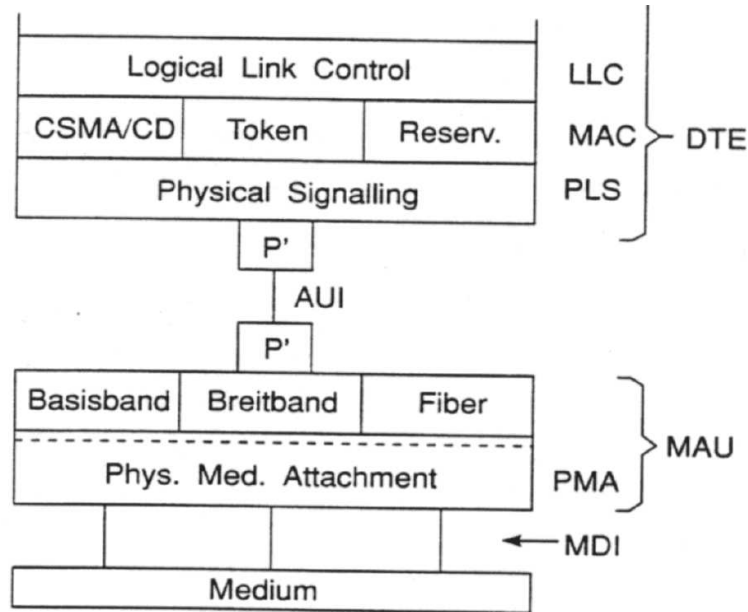 Logical Link Control LLC
CSMA/CD Token Reserv. MAC DTE
Physical Signalling PLS
P'
AUI
P'
Basisband Breitband Fiber
MAU
Phys. Med. Attachment PMA
MDI
Medium